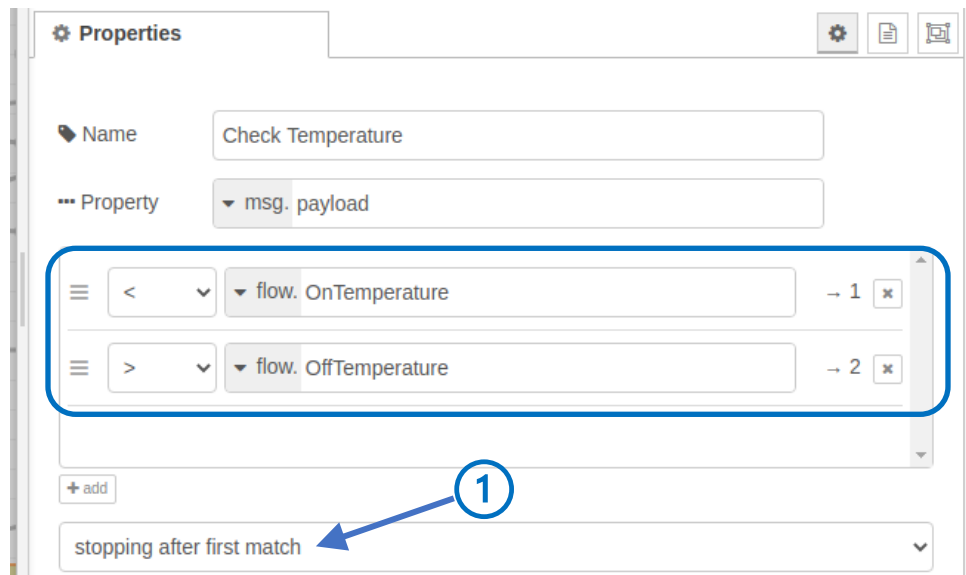 Properties
Name Check Temperature
Property msg. payload
< flow. OnTemperature → 1
> flow. OffTemperature → 2
+ add
1
stopping after first match